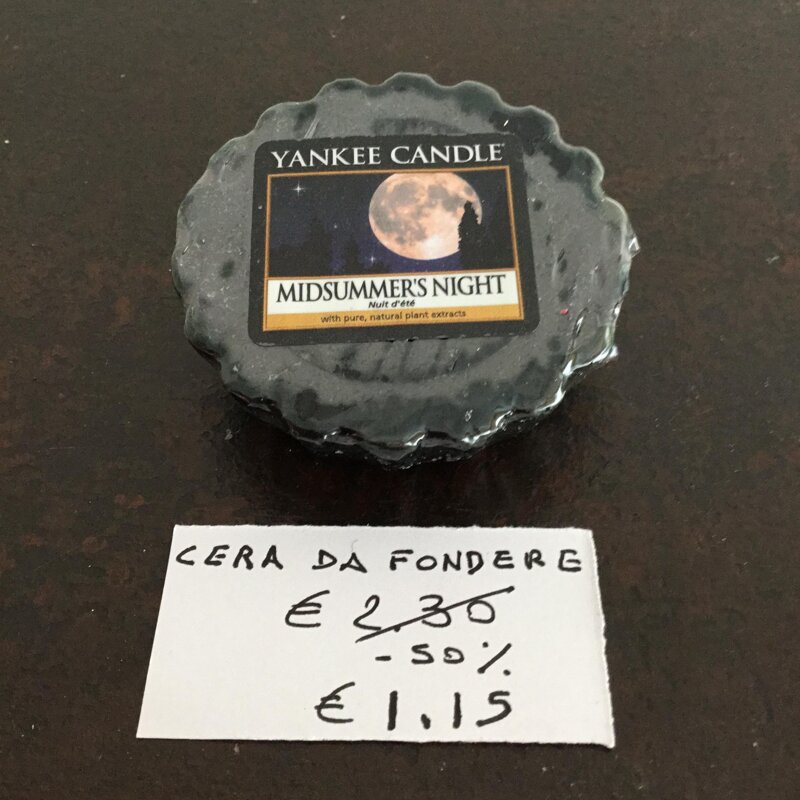 YANKEE CANDLE
MIDSUMMER'S NIGHT
Nuit d'été
with pure, natural plant extracts
CERA DA FONDERE
€ 2.30
-50%
€ 1.15